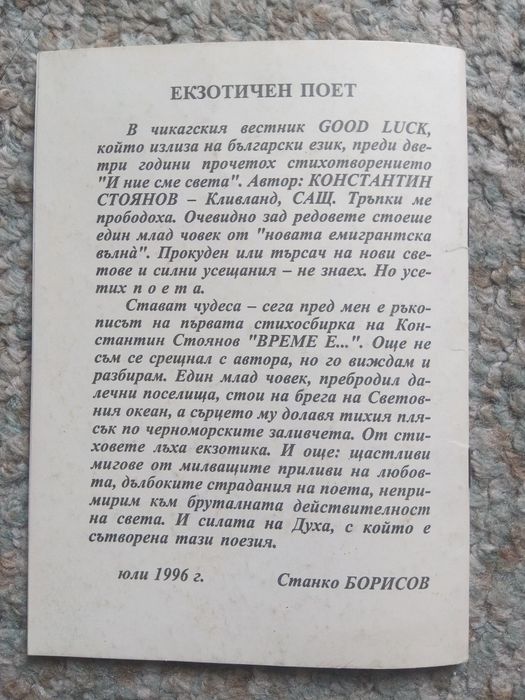 ЕКЗОТИЧЕН ПОЕТ
В чикагския вестник GOOD LUCK,
който излиза на български език, преди две-
три години прочетох стихотворението
"И ние сме света". Автор: КОНСТАНТИН
СТОЯНОВ – Кливланд, САЩ. Тръпки ме
прободоха. Очевидно зад редовете стоеше
един млад човек от "новата емигрантска
вълнà". Прокуден или търсач на нови све-
тове и силни усещания – не знаех. Но усе-
тих п о е т а.
Стават чудеса – сега пред мен е ръко-
писът на първата стихосбирка на Кон-
стантин Стоянов "ВРЕМЕ Е...". Още не
съм се срещнал с автора, но го виждам и
разбирам. Един млад човек, пребродил да-
лечни поселища, стои на брега на Светов-
ния океан, а сърцето му долавя тихия пля-
сък по черноморските заливчета. От сти-
ховете лъха екзотика. И още: щастливи
мигове от милващите приливи на любов-
та, дълбоките страдания на поета, непри-
мирим към бруталната действителност
на света. И силата на Духа, с който е
сътворена тази поезия.
юли 1996 г. Станко БОРИСОВ